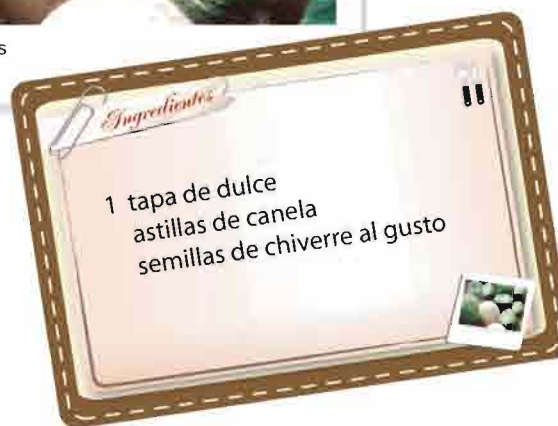 s
Ingredientes
1 tapa de dulce
astillas de canela
semillas de chiverre al gusto